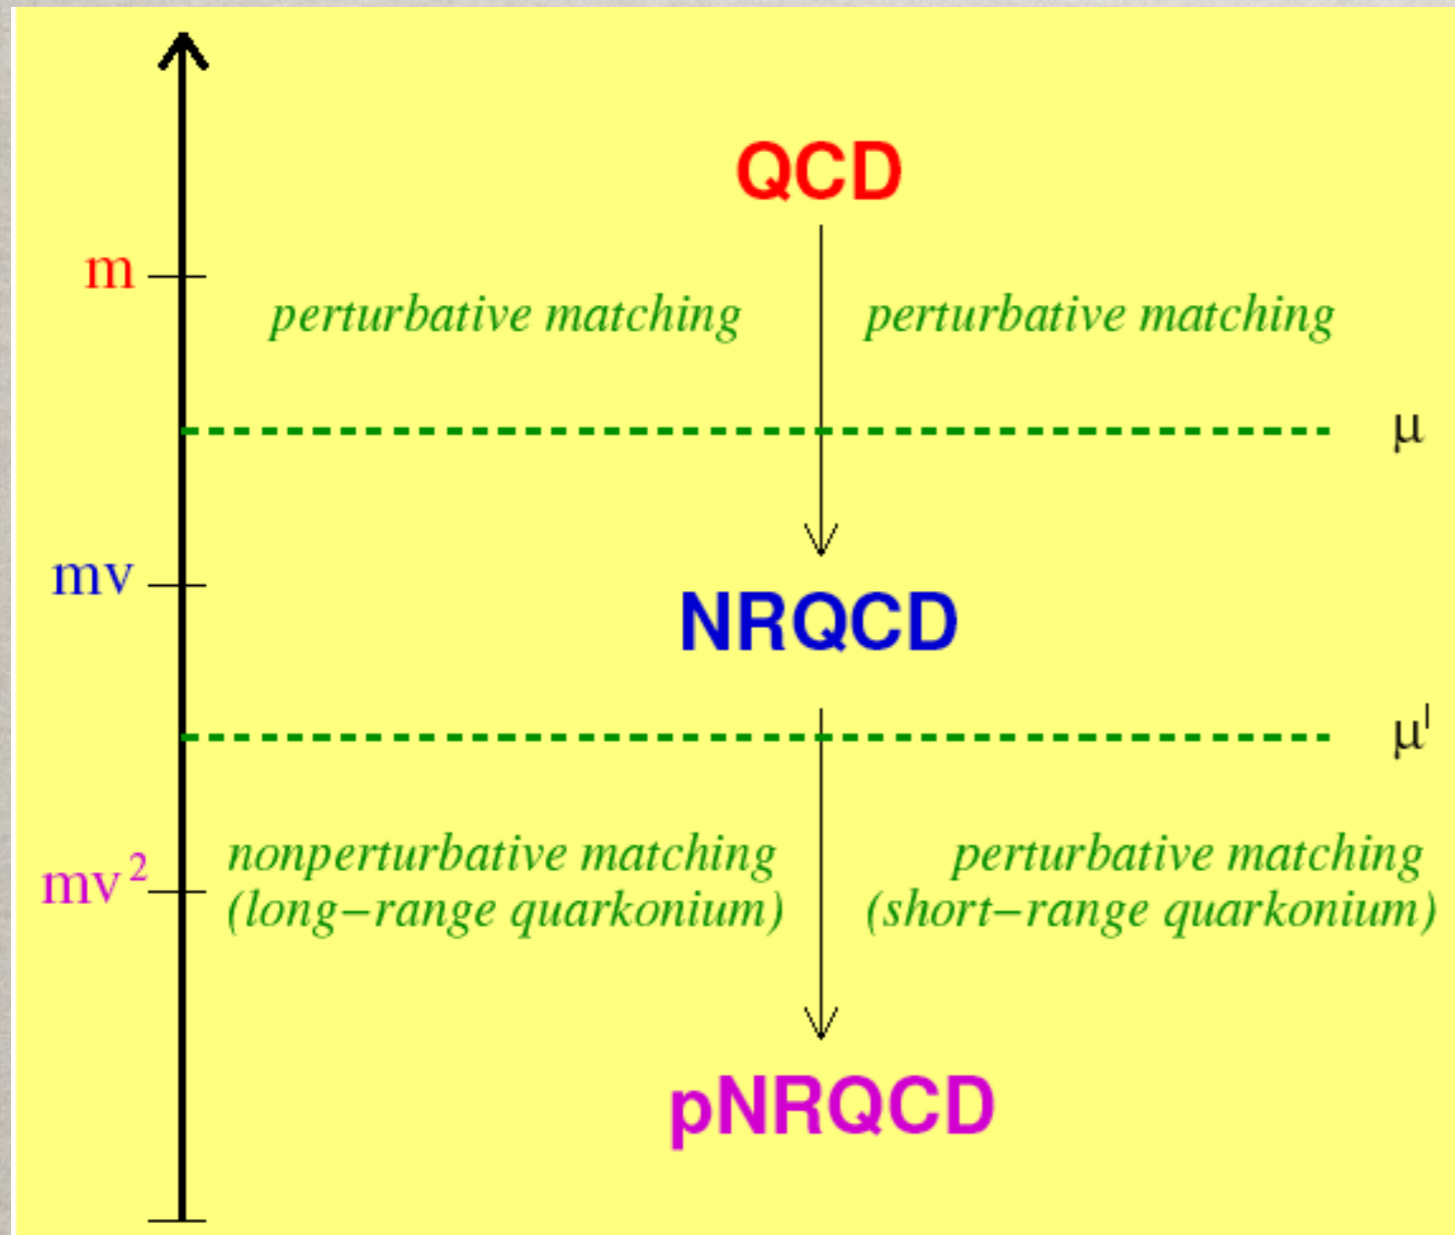 QCD
m
perturbative matching perturbative matching
μ
mv
NRQCD
μ'
nonperturbative matching perturbative matching
mv²
(long−range quarkonium) (short−range quarkonium)
pNRQCD